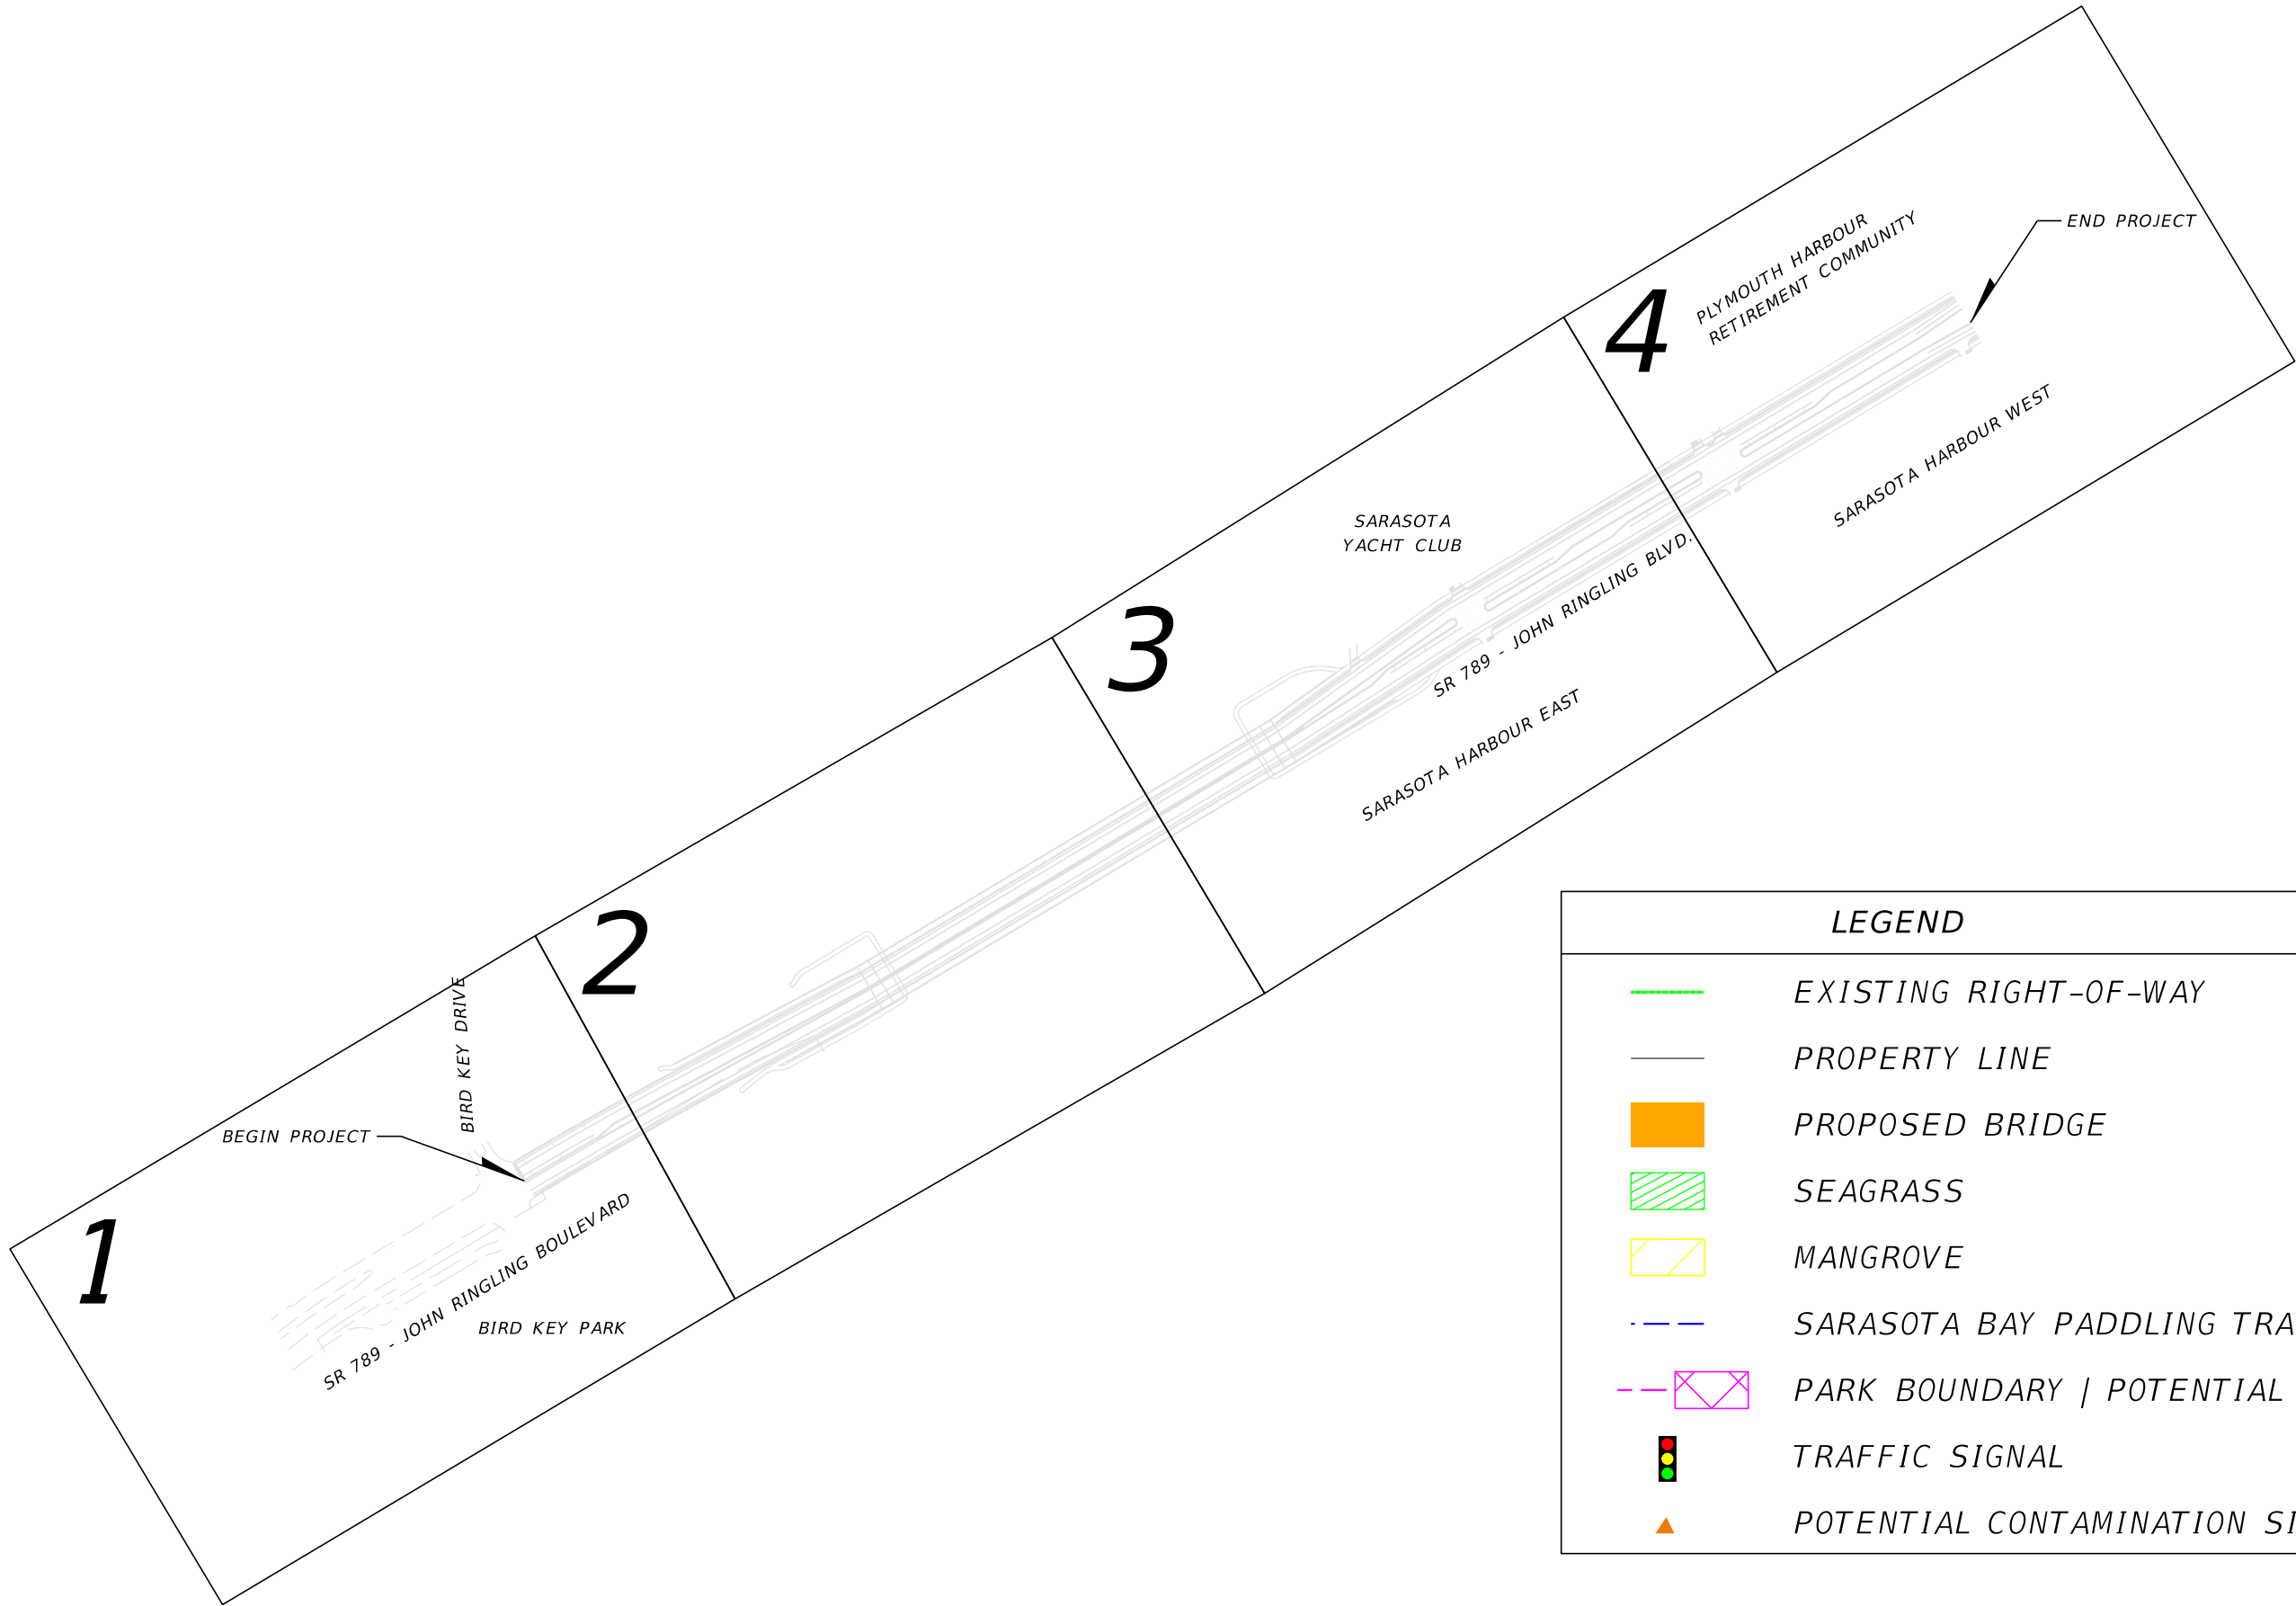 1
BEGIN PROJECT
BIRD KEY DRIVE
SR 789 - JOHN RINGLING BOULEVARD
BIRD KEY PARK
2
3
SARASOTA
YACHT CLUB
SR 789 - JOHN RINGLING BLVD.
SARASOTA HARBOUR EAST
4
PLYMOUTH HARBOUR
RETIREMENT COMMUNITY
END PROJECT
SARASOTA HARBOUR WEST
LEGEND
EXISTING RIGHT-OF-WAY
PROPERTY LINE
PROPOSED BRIDGE
SEAGRASS
MANGROVE
SARASOTA BAY PADDLING
PARK BOUNDARY | POTENTIAL
TRAFFIC SIGNAL
POTENTIAL CONTAMINATION